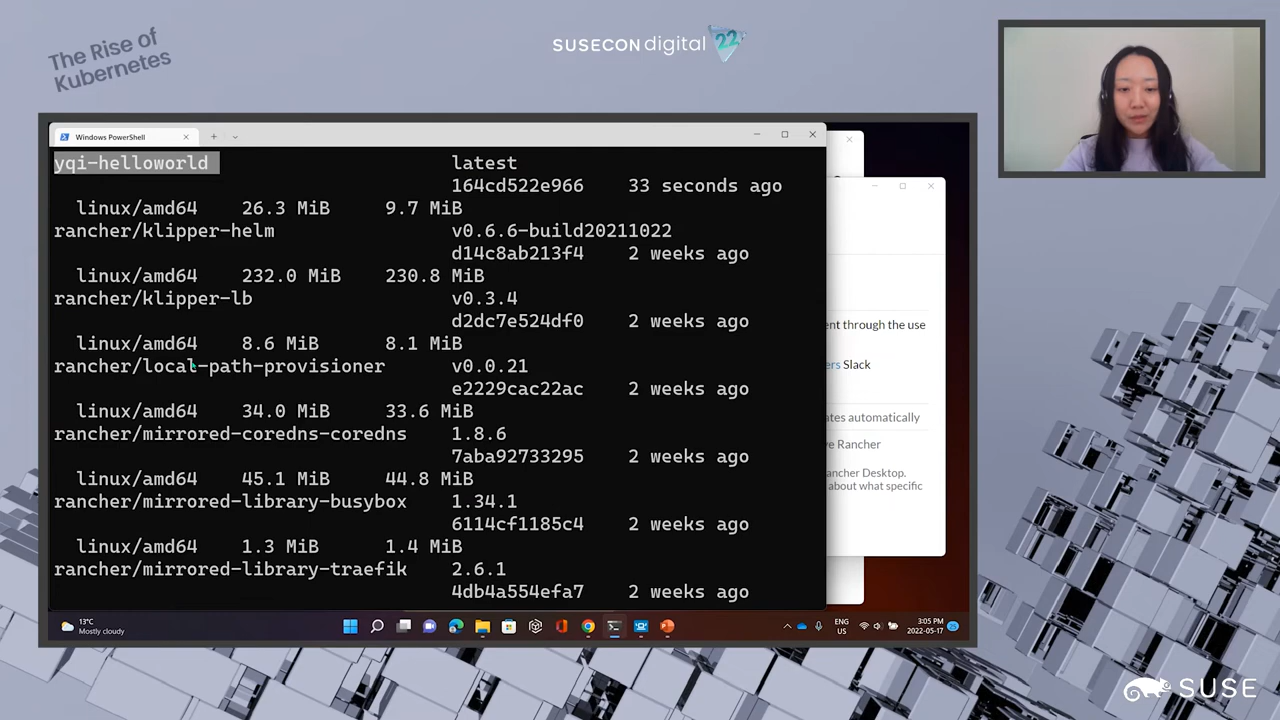 The Rise of
Kubernetes
SUSECON digital 22
Windows PowerShell
yqi-helloworld latest
164cd522e966 33 seconds ago
linux/amd64 26.3 MiB 9.7 MiB
rancher/klipper-helm v0.6.6-build20211022
d14c8ab213f4 2 weeks ago
linux/amd64 232.0 MiB 230.8 MiB
rancher/klipper-lb v0.3.4
d2dc7e524df0 2 weeks ago
linux/amd64 8.6 MiB 8.1 MiB
rancher/local-path-provisioner v0.0.21
e2229cac22ac 2 weeks ago
linux/amd64 34.0 MiB 33.6 MiB
rancher/mirrored-coredns-coredns 1.8.6
7aba92733295 2 weeks ago
linux/amd64 45.1 MiB 44.8 MiB
rancher/mirrored-library-busybox 1.34.1
6114cf1185c4 2 weeks ago
linux/amd64 1.3 MiB 1.4 MiB
rancher/mirrored-library-traefik 2.6.1
4db4a554efa7 2 weeks ago
ent through the use
ers Slack
ates automatically
ve Rancher
ancher Desktop.
about what specific
13°C
Mostly cloudy
ENG
US
3:05 PM
2022-05-17
SUSE